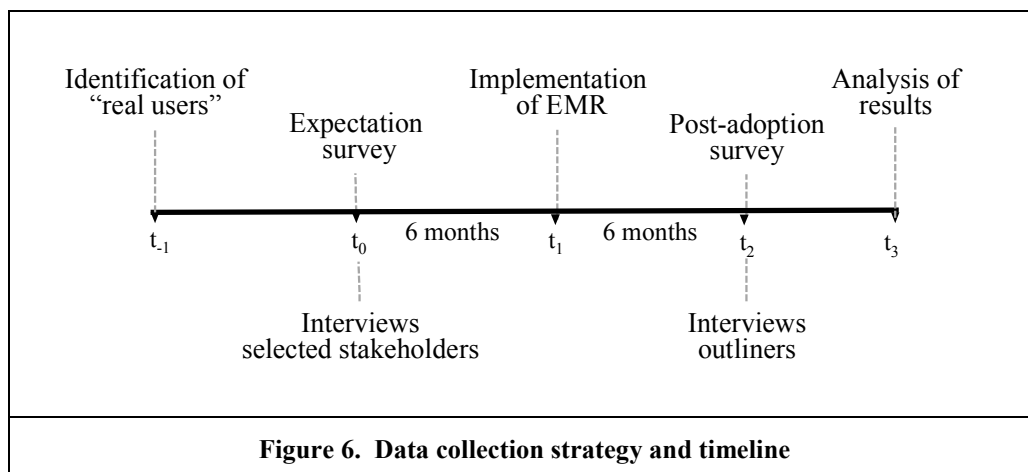 Identification of
“real users”
Expectation
survey
Implementation
of EMR
Post-adoption
survey
Analysis of
results
6 months
6 months
t-1
t0
t1
t2
t3
Interviews
selected stakeholders
Interviews
outliners
Figure 6. Data collection strategy and timeline